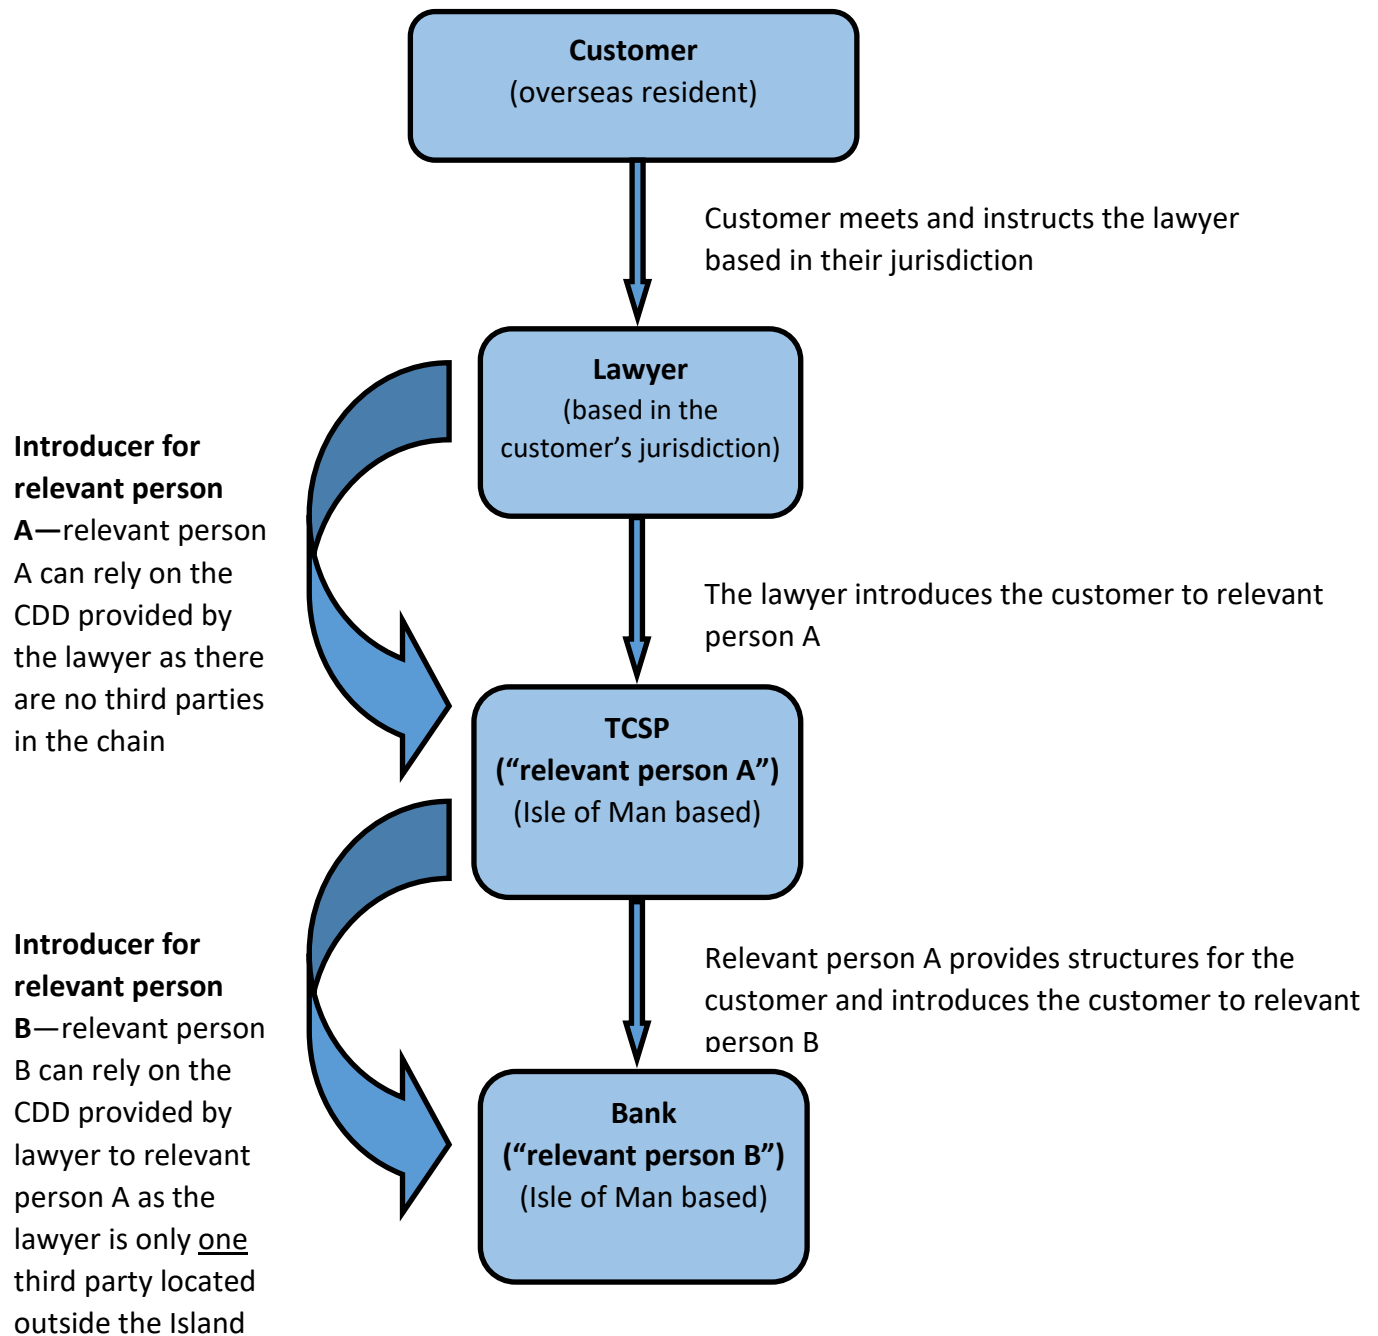 Customer
(overseas resident)
Customer meets and instructs the lawyer
based in their jurisdiction
Lawyer
(based in the
customer’s jurisdiction)
Introducer for
relevant person
A—relevant person
A can rely on the
CDD provided by
the lawyer as there
are no third parties
in the chain
The lawyer introduces the customer to relevant
person A
TCSP
(“relevant person A”)
(Isle of Man based)
Introducer for
relevant person
B—relevant person
B can rely on the
CDD provided by
lawyer to relevant
person A as the
lawyer is only one
third party located
outside the Island
Relevant person A provides structures for the
customer and introduces the customer to relevant
person B
Bank
(“relevant person B”)
(Isle of Man based)